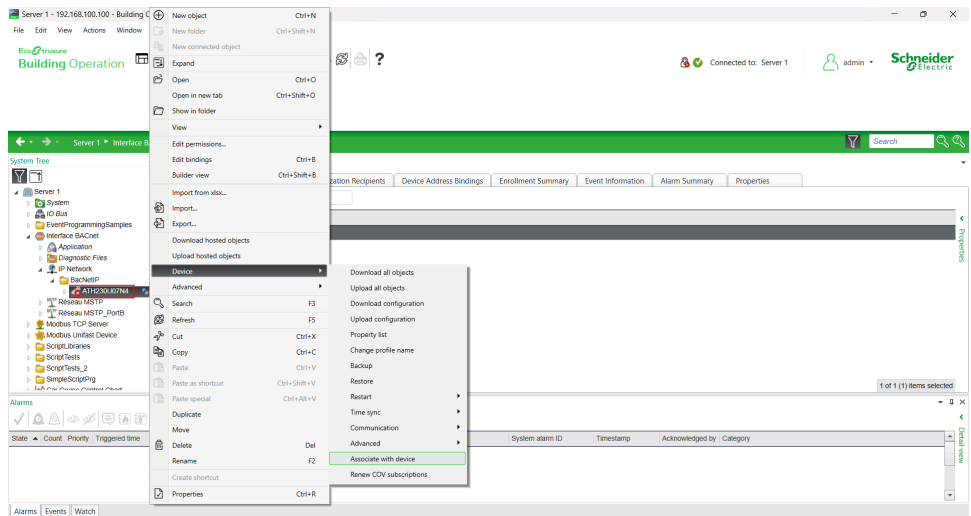 Server 1 - 192.168.100.100 - Building O
File Edit View Actions Window
EcoStruxure
Building Operation
?
Connected to: Server 1
admin
Schneider
Electric
Server 1 Interface B
Search
System Tree
Server 1
System
IO Bus
EventProgrammingSamples
Interface BACnet
Application
Diagnostic Files
IP Network
BacNetIP
ATH230U07N4
Réseau MSTP
Réseau MSTP_PortB
Modbus TCP Server
Modbus Unifast Device
ScriptLibraries
ScriptTests
ScriptTests_2
SimpleScriptPrg
New object Ctrl+N
New folder Ctrl+Shift+N
New connected object
Expand
Open Ctrl+O
Open in new tab Ctrl+Shift+O
Show in folder
View
Edit permissions...
Edit bindings Ctrl+B
Builder view Ctrl+Shift+B
Import from xlsx...
Import...
Export...
Download hosted objects
Upload hosted objects
Device
Advanced
Search F3
Refresh F5
Cut Ctrl+X
Copy Ctrl+C
Paste Ctrl+V
Paste as shortcut Ctrl+Shift+V
Paste special Ctrl+Alt+V
Duplicate
Move
Delete Del
Rename F2
Create shortcut
Properties Ctrl+R
zation Recipients Device Address Bindings Enrollment Summary Event Information Alarm Summary Properties
Properties
Download all objects
Upload all objects
Download configuration
Upload configuration
Property list
Change profile name
Backup
Restore
Restart
Time sync
Communication
Advanced
Associate with device
Renew COV subscriptions
1 of 1 (1) items selected
Alarms
State Count Priority Triggered time
System alarm ID Timestamp Acknowledged by Category
Detail view
Alarms Events Watch